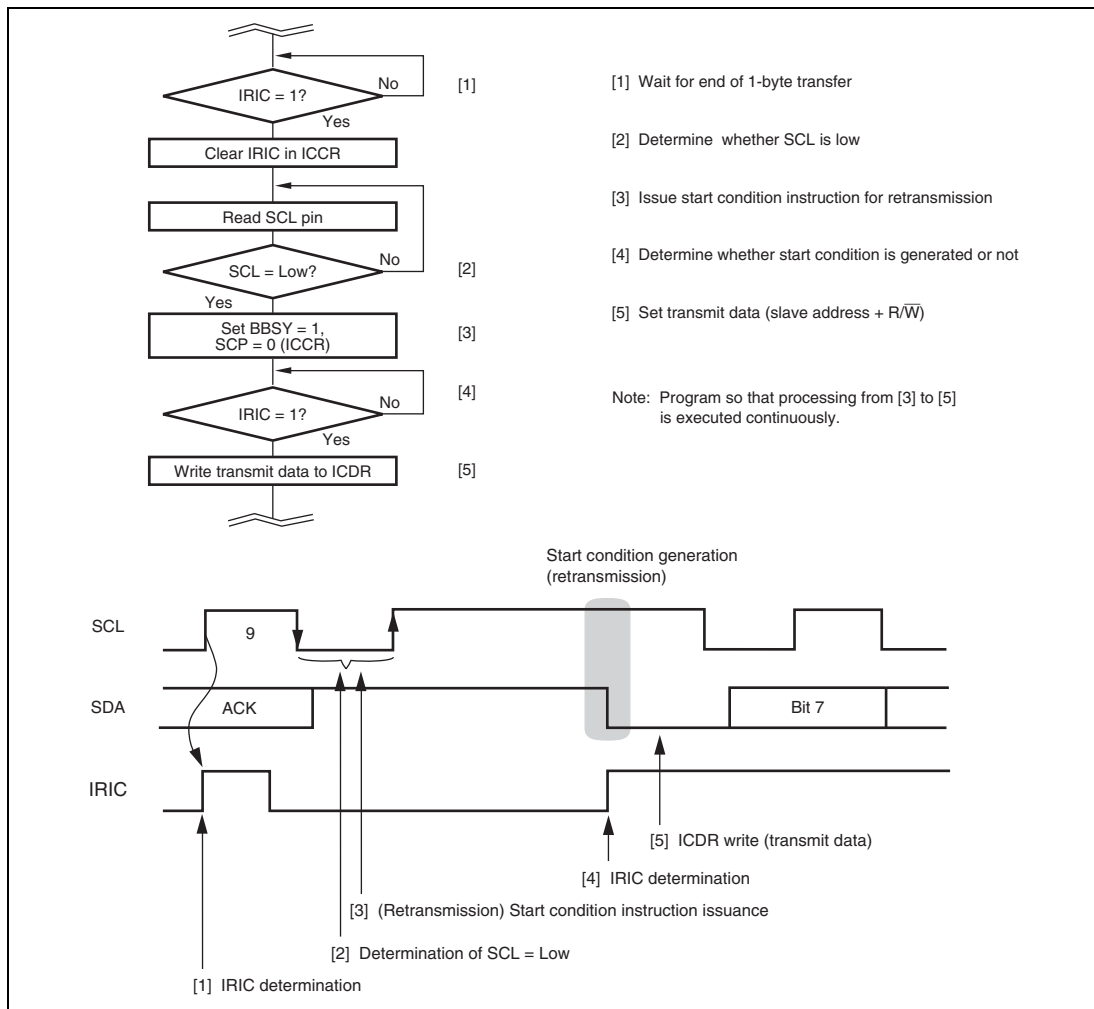 IRIC = 1?
No
[1]
Yes
Clear IRIC in ICCR
Read SCL pin
SCL = Low?
No
[2]
Yes
Set BBSY = 1,
SCP = 0 (ICCR)
[3]
IRIC = 1?
No
[4]
Yes
Write transmit data to ICDR
[5]
[1] Wait for end of 1-byte transfer
[2] Determine whether SCL is low
[3] Issue start condition instruction for retransmission
[4] Determine whether start condition is generated or not
[5] Set transmit data (slave address + R/W̅)
Note: Program so that processing from [3] to [5]
is executed continuously.
Start condition generation
(retransmission)
SCL
9
SDA
ACK
Bit 7
IRIC
[5] ICDR write (transmit data)
[4] IRIC determination
[3] (Retransmission) Start condition instruction issuance
[2] Determination of SCL = Low
[1] IRIC determination